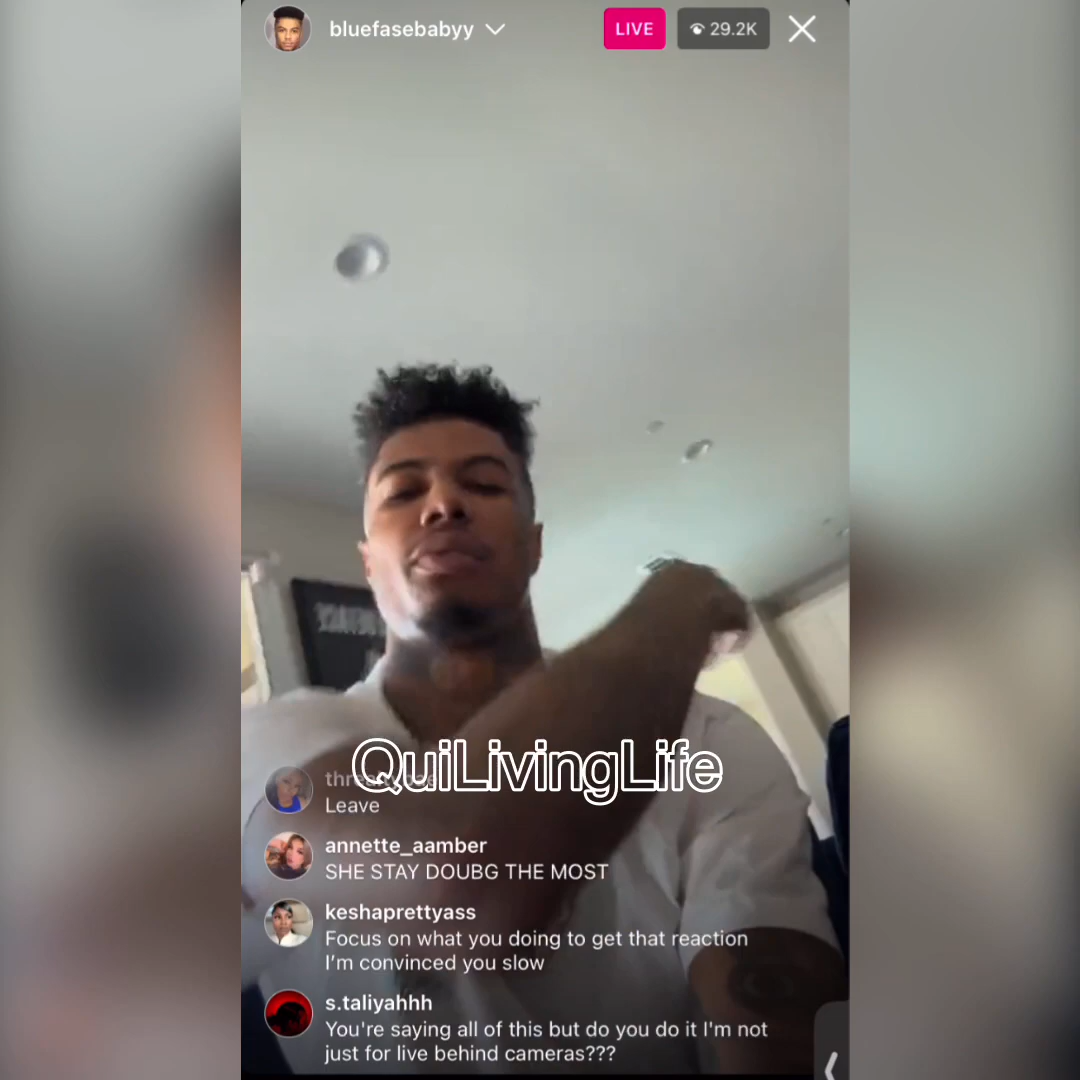 bluefasebabyy
LIVE
29.2K
QuiLivingLife
Leave
annette_aamber
SHE STAY DOUBG THE MOST
keshaprettyass
Focus on what you doing to get that reaction
I’m convinced you slow
s.taliyahhh
You're saying all of this but do you do it I'm not
just for live behind cameras???